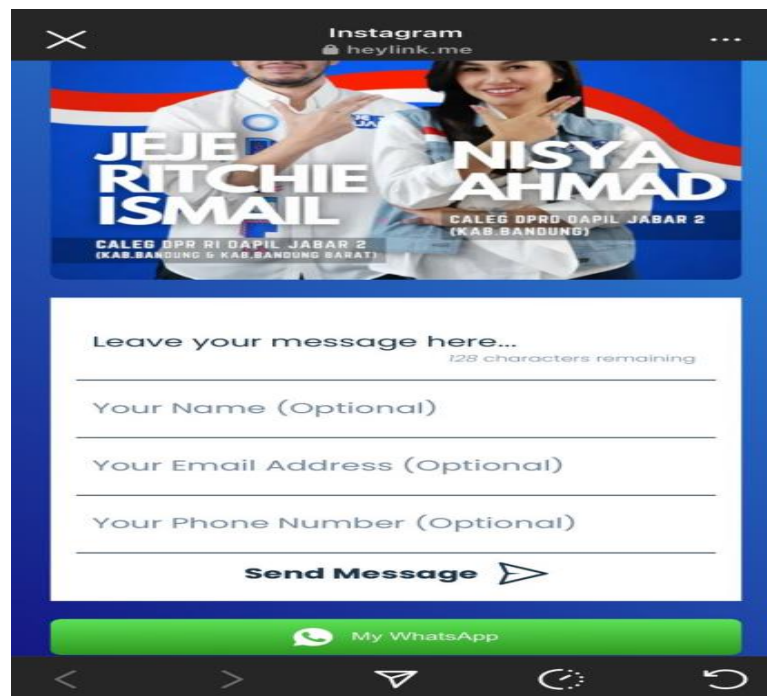 Instagram
heylink.me
JEJE
RITCHIE
ISMAIL
CALEG DPR RI DAPIL JABAR 2
(KAB.BANDUNG & KAB.BANDUNG BARAT)
NISYA
AHMAD
CALEG DPRD DAPIL JABAR 2
(KAB.BANDUNG)
Leave your message here...
128 characters remaining
Your Name (Optional)
Your Email Address (Optional)
Your Phone Number (Optional)
Send Message
My WhatsApp